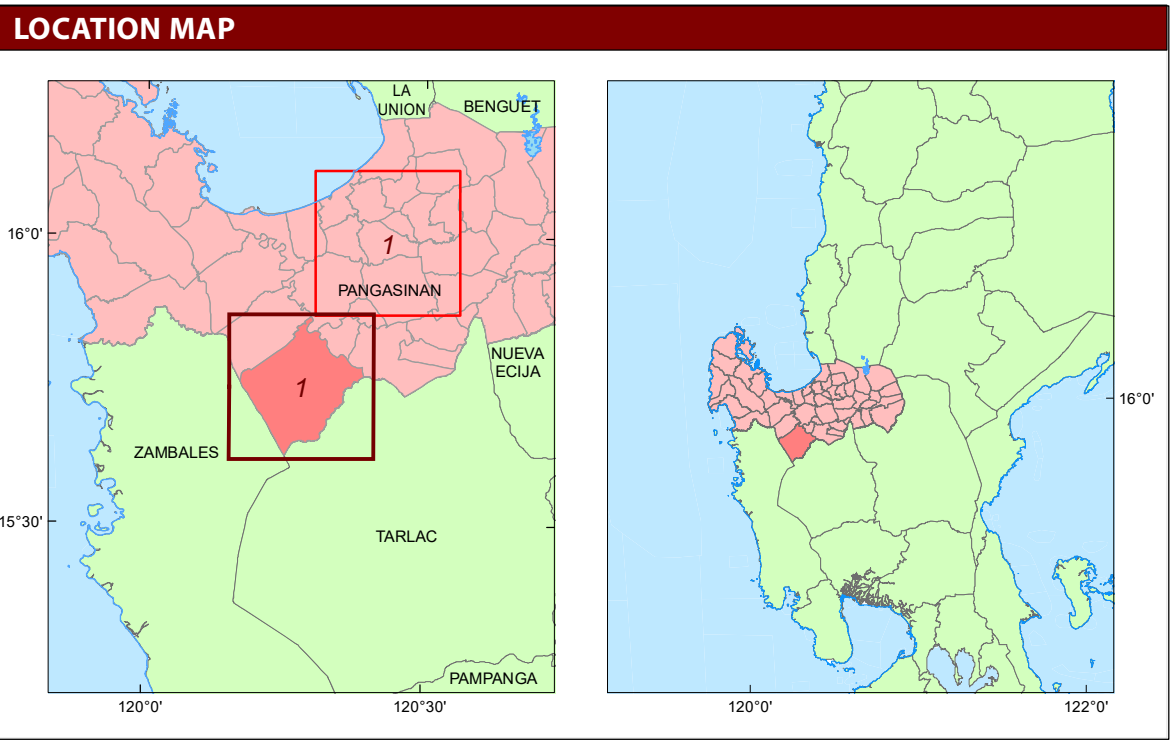 LOCATION MAP
LA
UNION
BENGUET
16°0'
1
PANGASINAN
NUEVA
ECIJA
1
ZAMBALES
15°30'
TARLAC
PAMPANGA
120°0'
120°30'
16°0'
120°0'
122°0'